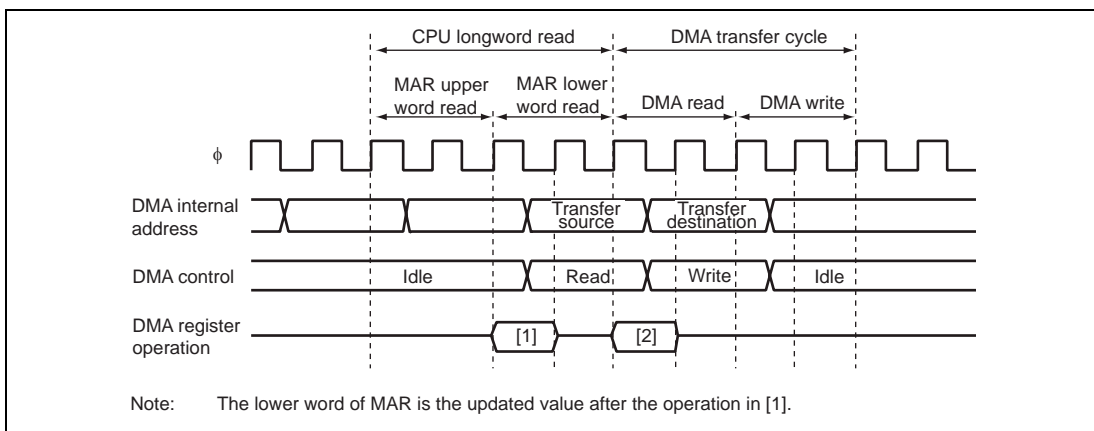 CPU longword read DMA transfer cycle
MAR upper MAR lower
word read word read DMA read DMA write
ϕ
DMA internal Transfer Transfer
address source destination
DMA control Idle Read Write Idle
DMA register
operation [1] [2]
Note: The lower word of MAR is the updated value after the operation in [1].